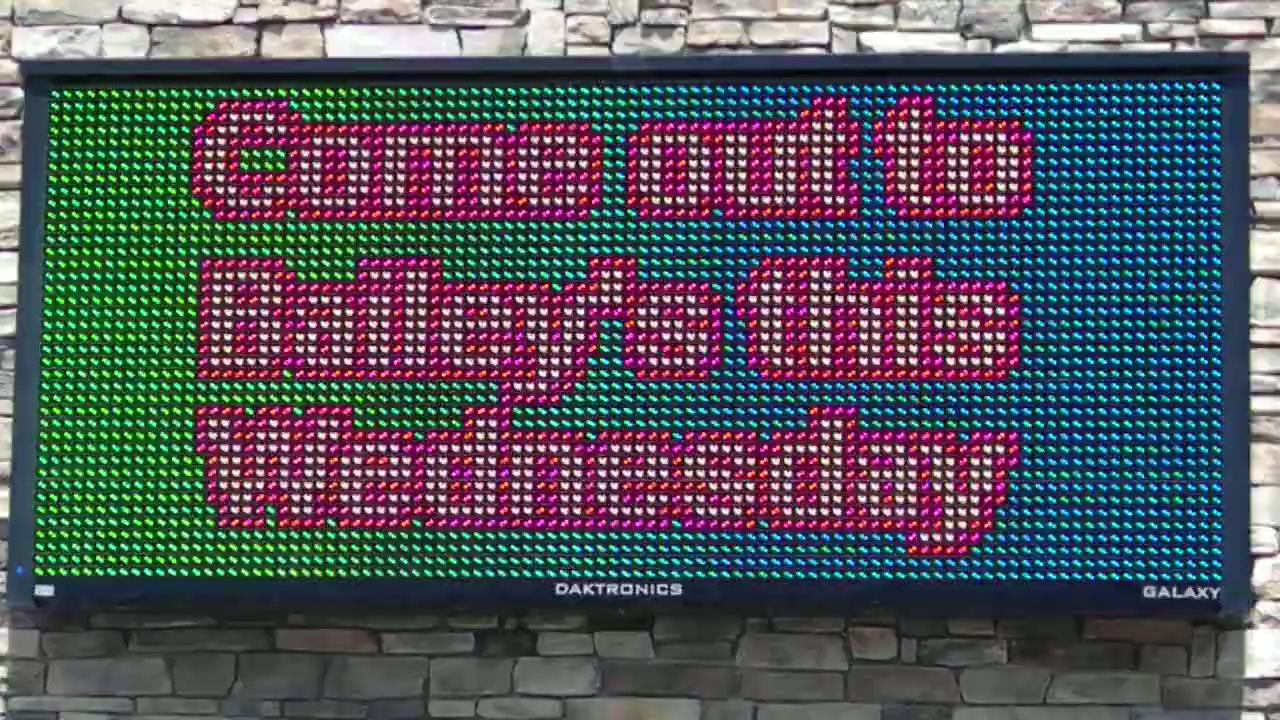 Come out to
Bailey's this
Wednesday
DAKTRONICS
GALAXY